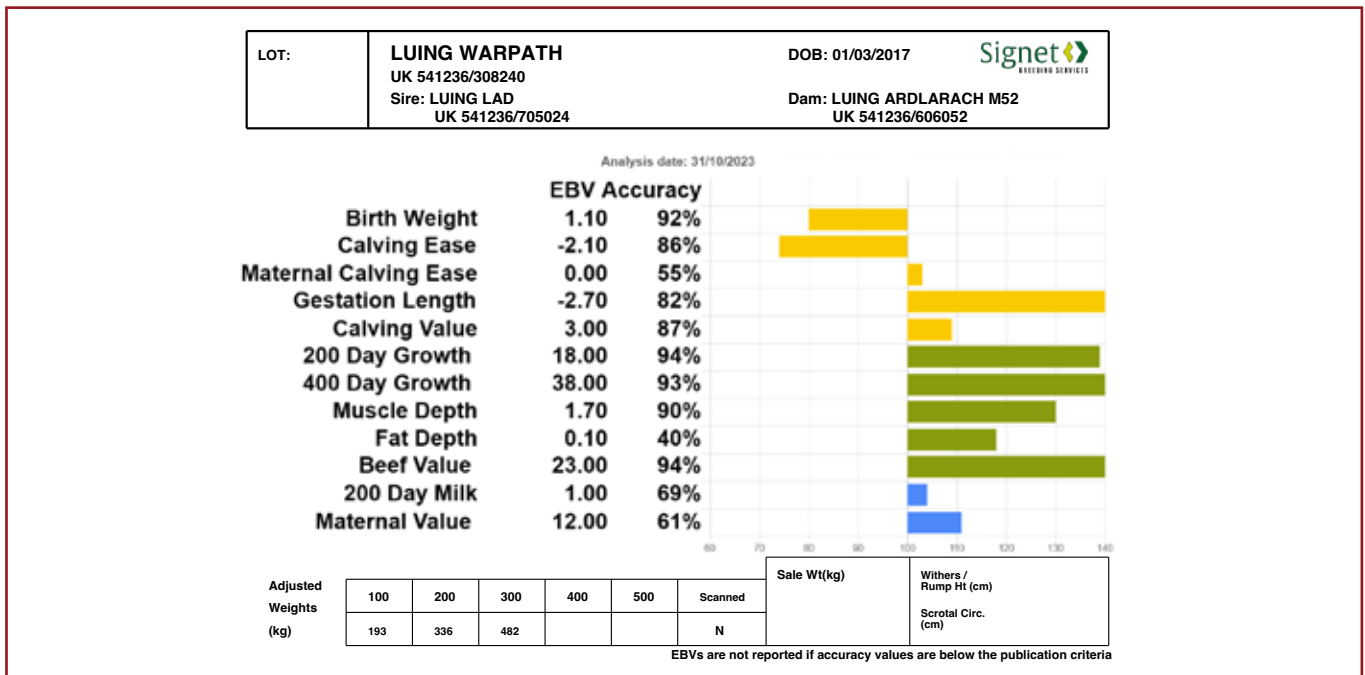 LOT:
LUING WARPATH
DOB: 01/03/2017
Signet
BREEDING SERVICES
UK 541236/308240
Sire: LUING LAD
Dam: LUING ARDLARACH M52
UK 541236/705024
UK 541236/606052
Analysis date: 31/10/2023
EBV Accuracy
Birth Weight 1.10 92%
Calving Ease -2.10 86%
Maternal Calving Ease 0.00 55%
Gestation Length -2.70 82%
Calving Value 3.00 87%
200 Day Growth 18.00 94%
400 Day Growth 38.00 93%
Muscle Depth 1.70 90%
Fat Depth 0.10 40%
Beef Value 23.00 94%
200 Day Milk 1.00 69%
Maternal Value 12.00 61%
60 70 80 90 100 110 120 130 140
Adjusted
Weights
(kg)
100 200 300 400 500 Scanned
193 336 482 N
Sale Wt(kg)
Withers /
Rump Ht (cm)
Scrotal Circ.
(cm)
EBVs are not reported if accuracy values are below the publication criteria